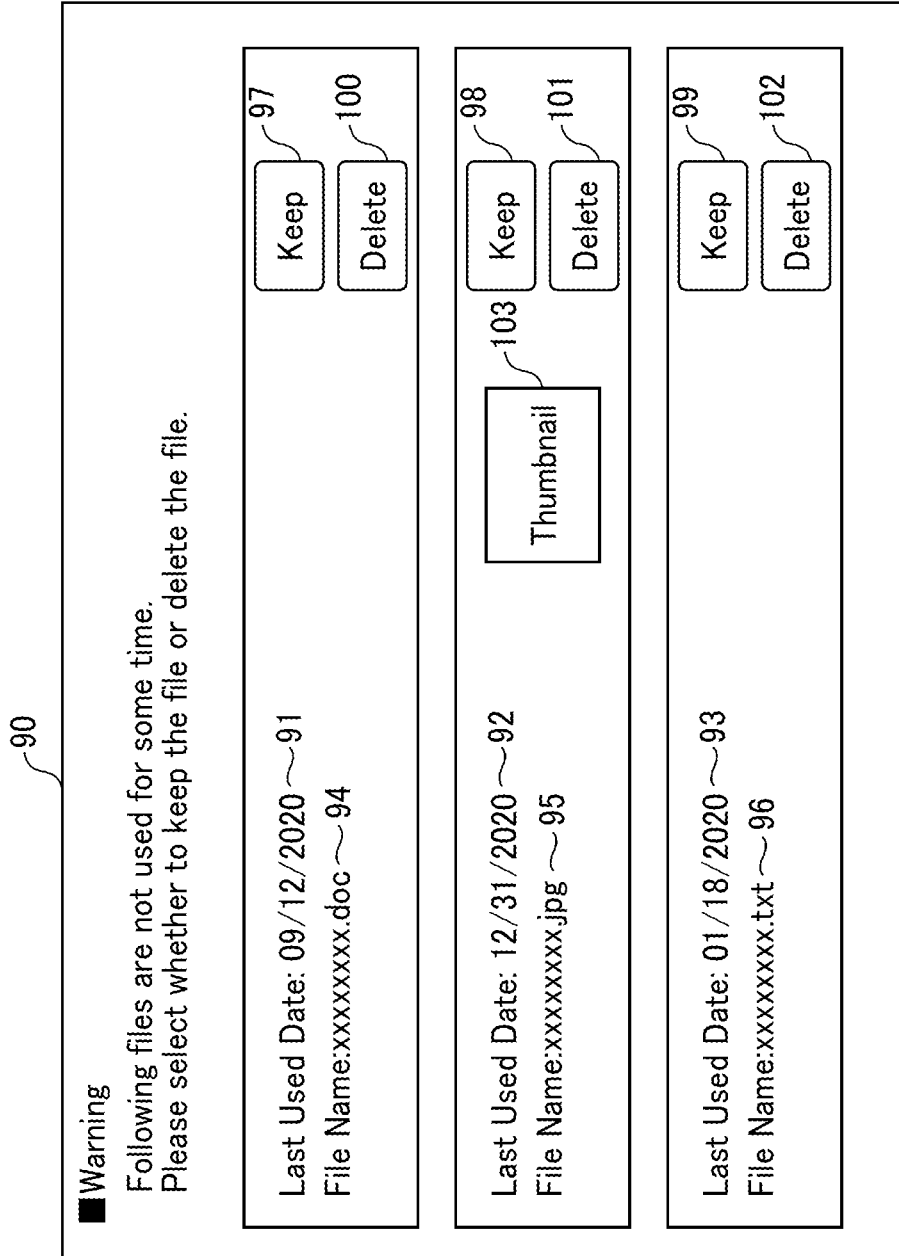 90
■Warning
Following files are not used for some time.
Please select whether to keep the file or delete the file.
Last Used Date: 09/12/2020 91
File Name:xxxxxxxx.doc 94
Keep 97
Delete 100
Last Used Date: 12/31/2020 92
File Name:xxxxxxxx.jpg 95
Thumbnail 103
Keep 98
Delete 101
Last Used Date: 01/18/2020 93
File Name:xxxxxxxx.txt 96
Keep 99
Delete 102